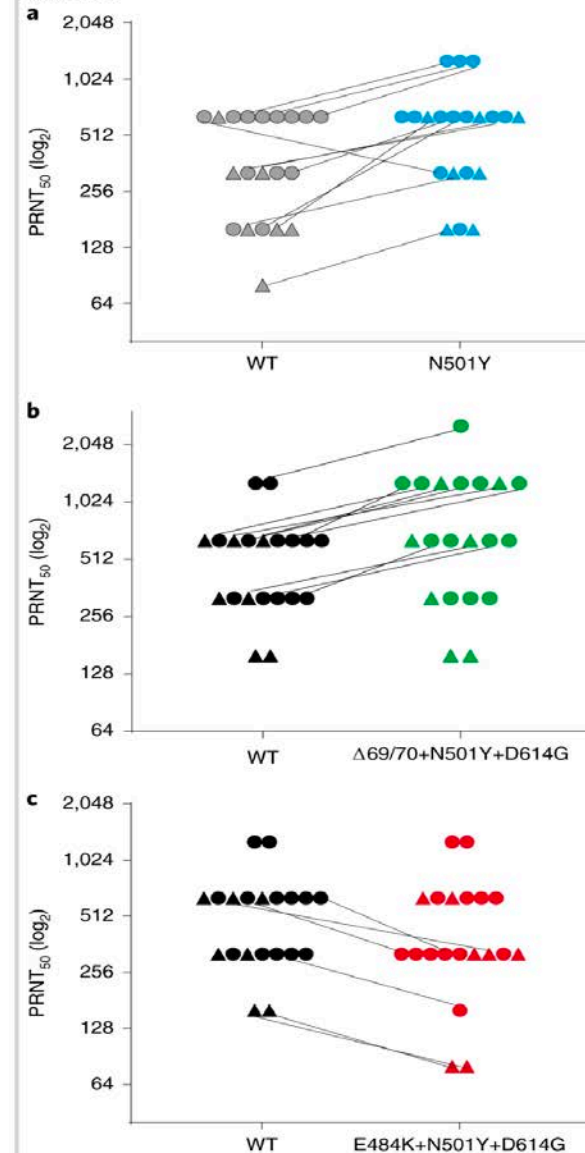 a
2,048
1,024
512
256
128
64
PRNT50 (log2)
WT N501Y
b
2,048
1,024
512
256
128
64
PRNT50 (log2)
WT Δ69/70+N501Y+D614G
c
2,048
1,024
512
256
128
64
PRNT50 (log2)
WT E484K+N501Y+D614G